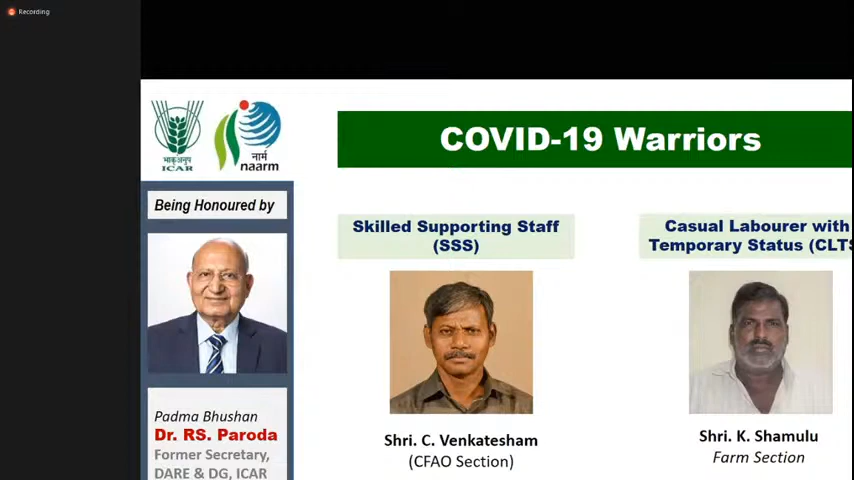 Recording
भाकृअनुप
ICAR
नार्म
naarm
COVID-19 Warriors
Being Honoured by
Padma Bhushan
Dr. RS. Paroda
Former Secretary,
DARE & DG, ICAR
Skilled Supporting Staff
(SSS)
Shri. C. Venkatesham
(CFAO Section)
Casual Labourer with
Temporary Status (CLTS
Shri. K. Shamulu
Farm Section